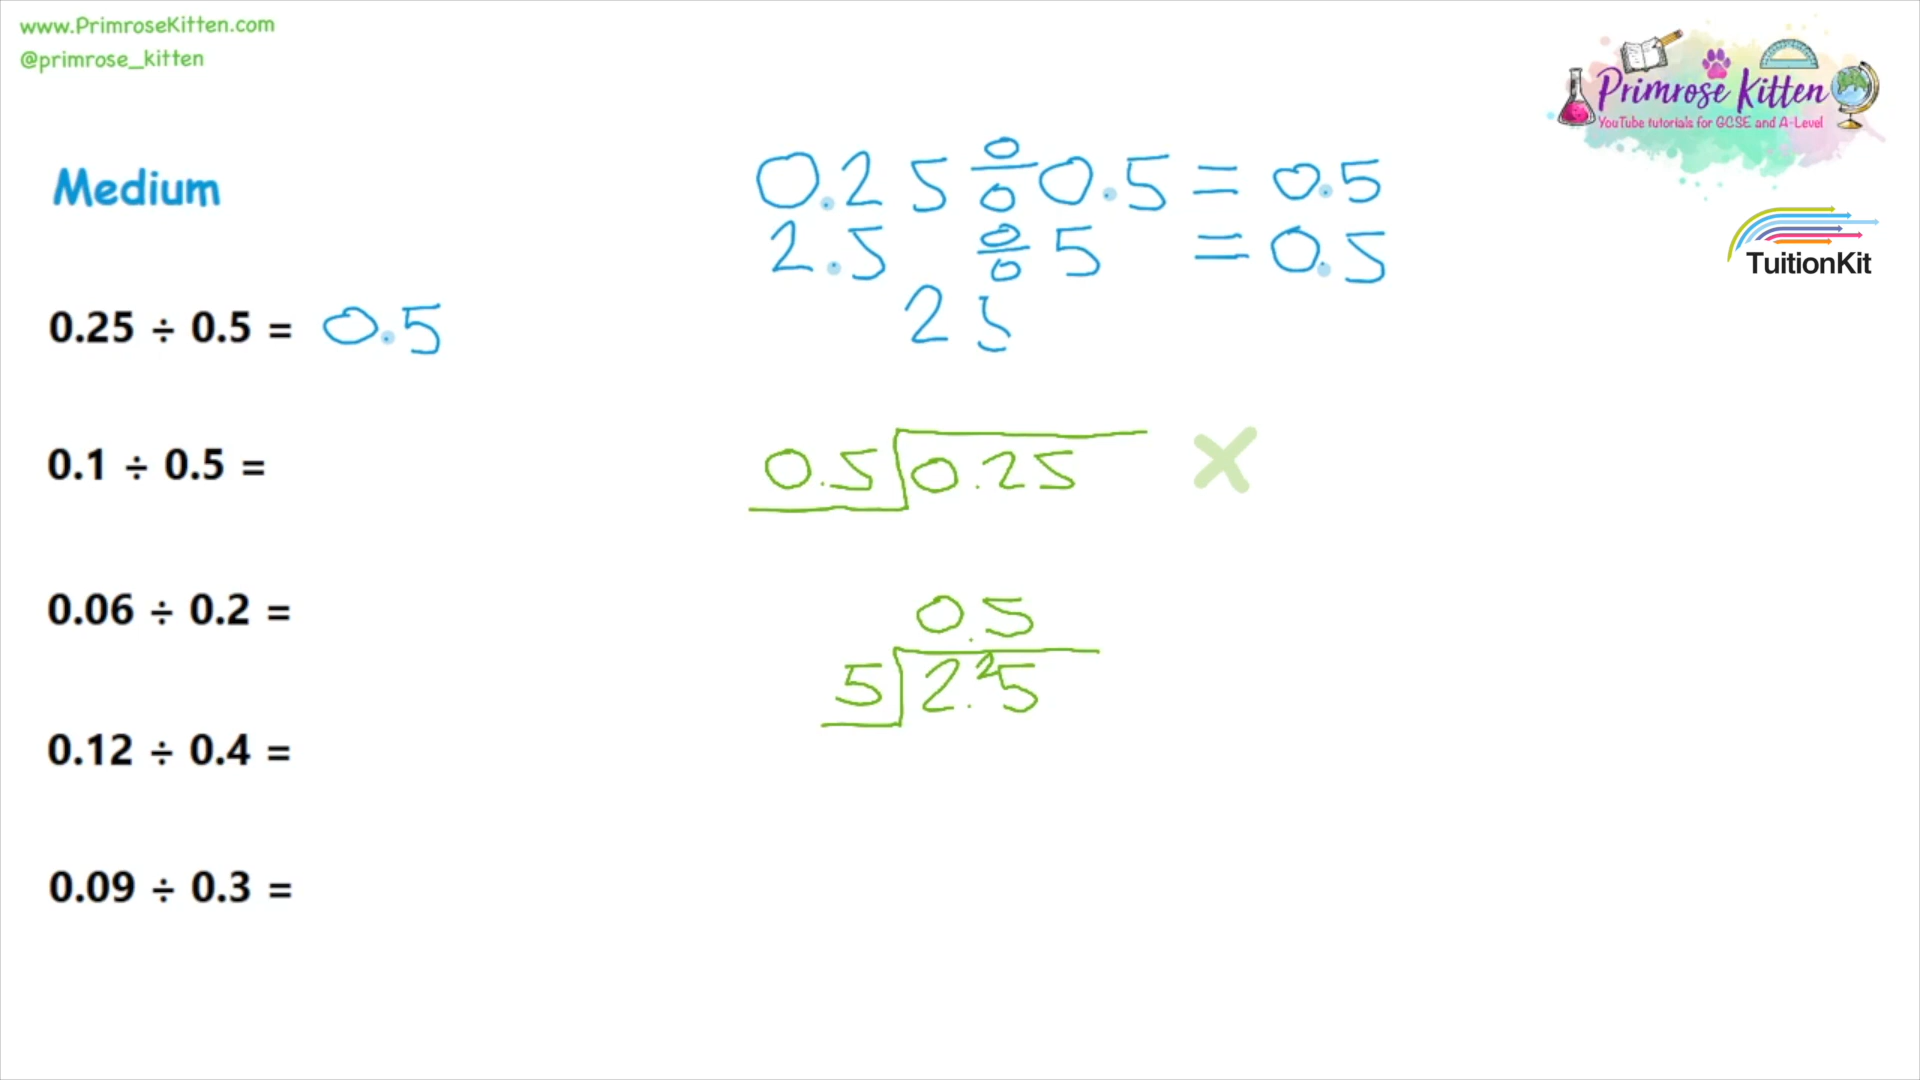 www.PrimroseKitten.com
@primrose_kitten
Primrose Kitten
YouTube tutorials for GCSE and A-Level
TuitionKit
Medium
0.25 ÷ 0.5 = 0.5
0.1 ÷ 0.5 =
0.06 ÷ 0.2 =
0.12 ÷ 0.4 =
0.09 ÷ 0.3 =
0.25 ÷ 0.5 = 0.5
2.5 ÷ 5 = 0.5
25
0.5 0.25 X
0.5
5 2.²5